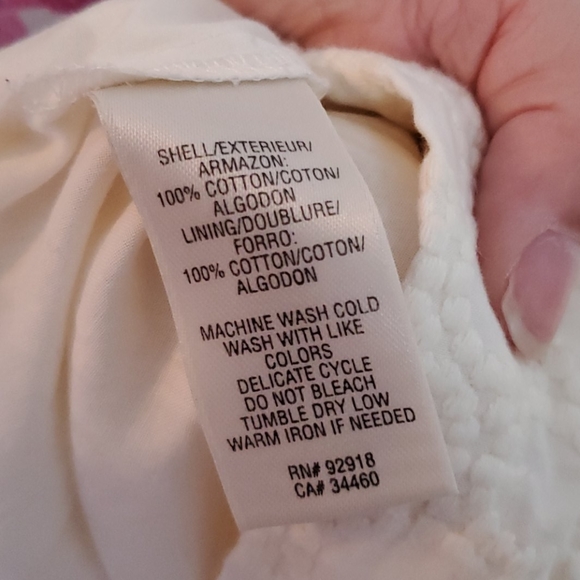 SHELL/EXTERIEUR/
ARMAZON:
100% COTTON/COTON/
ALGODON
LINING/DOUBLURE/
FORRO:
100% COTTON/COTON/
ALGODON
MACHINE WASH COLD
WASH WITH LIKE
COLORS
DELICATE CYCLE
DO NOT BLEACH
TUMBLE DRY LOW
WARM IRON IF NEEDED
RN# 92918
CA# 34460